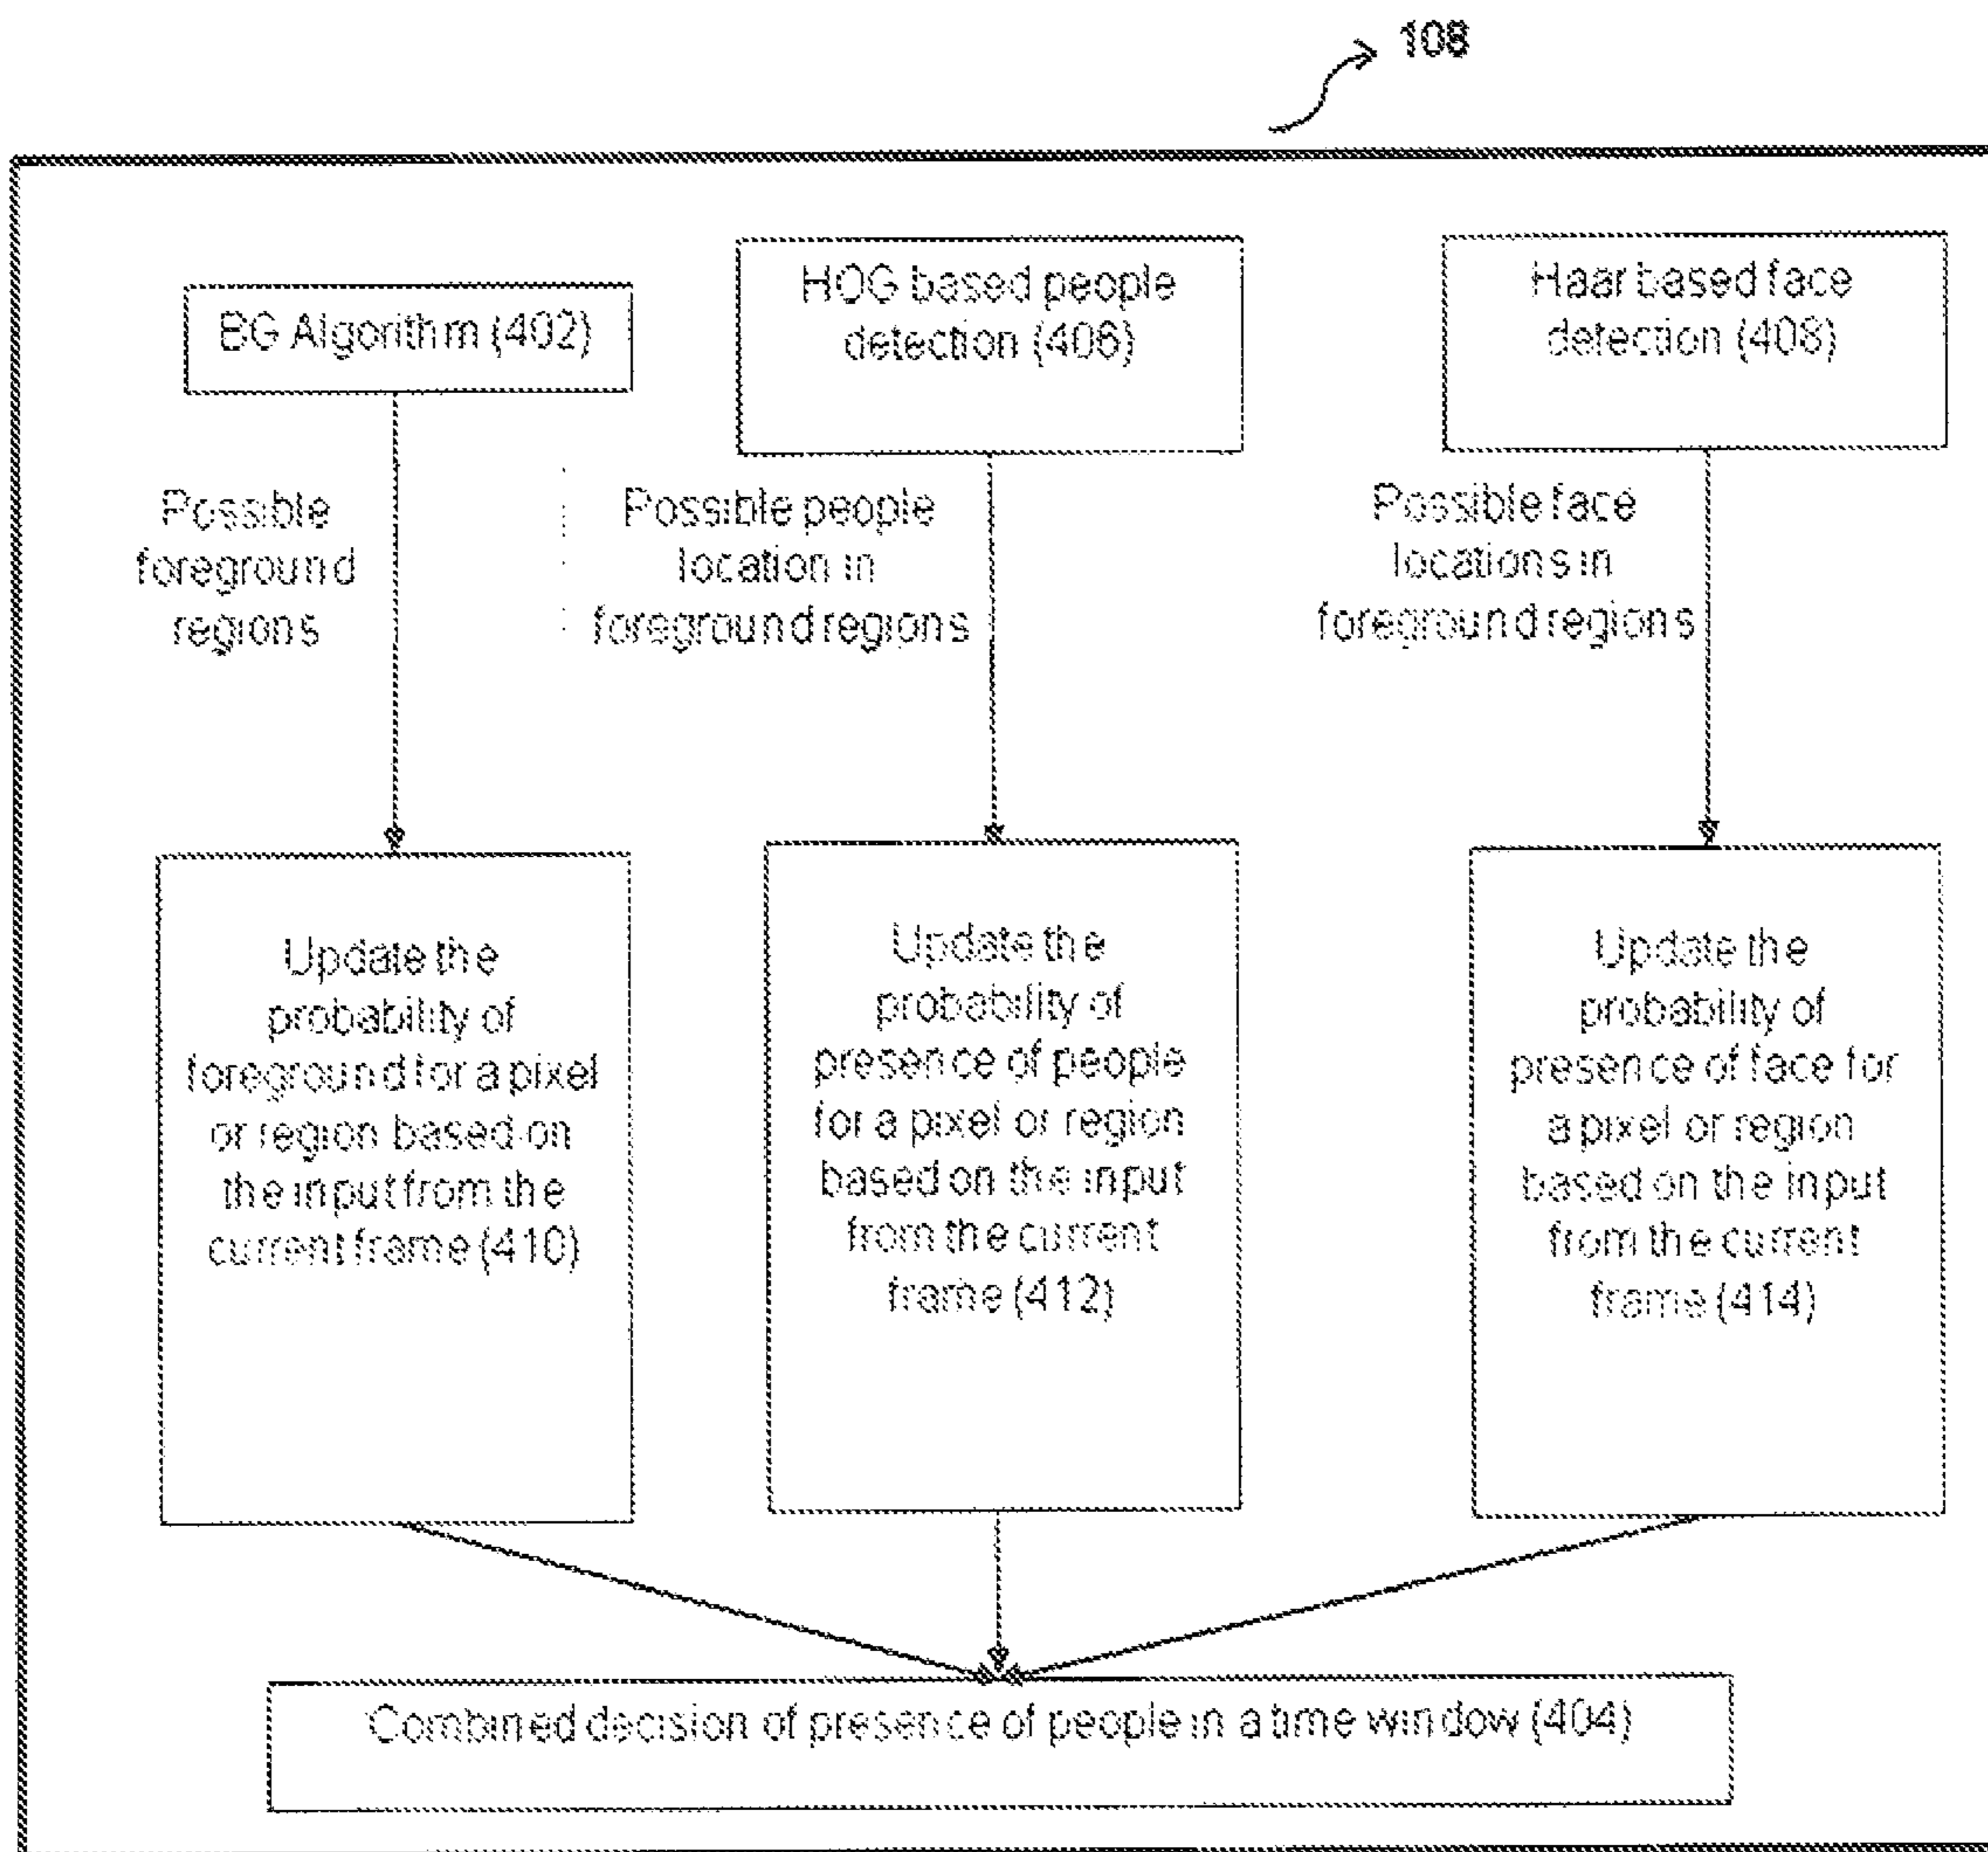 108
BG Algorithm (402)
HOG based people
detection (406)
Haar based face
detection (408)
Possible
foreground
regions
Possible people
location in
foreground regions
Possible face
locations in
foreground regions
Update the
probability of
foreground for a pixel
or region based on
the input from the
current frame (410)
Update the
probability of
presence of people
for a pixel or region
based on the input
from the current
frame (412)
Update the
probability of
presence of face for
a pixel or region
based on the input
from the current
frame (414)
Combined decision of presence of people in a time window (404)